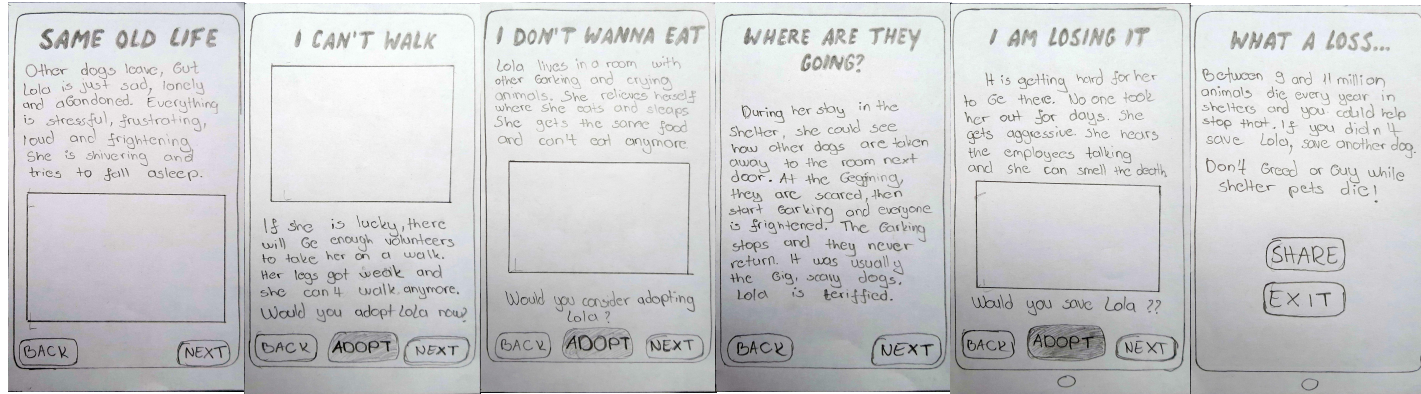 SAME OLD LIFE
Other dogs leave, but
Lola is just sad, lonely
and abandoned. Everything
is stressful, frustrating,
loud and frightening
She is shivering and
tries to fall asleep.
BACK
NEXT
I CAN'T WALK
If she is lucky, there
will be enough volunteers
to take her on a walk.
Her legs got weak and
she can't walk anymore.
Would you adopt Lola now?
BACK
ADOPT
NEXT
I DON'T WANNA EAT
Lola lives in a room with
other barking and crying
animals. She relieves herself
where she eats and sleaps
She gets the same food
and can't eat anymore
Would you consider adopting
Lola?
BACK
ADOPT
NEXT
WHERE ARE THEY
GOING?
During her stay in the
shelter, she could see
how other dogs are taken
away to the room next
door. At the beggining,
they are scared, then
start barking and everyone
is frightened. The barking
stops and they never
return. It was usually
the big, scary dogs.
Lola is teriffied.
BACK
NEXT
I AM LOSING IT
It is getting hard for her
to be there. No one took
her out for days. She
gets aggressive. She hears
the employees talking
and she can smell the death
Would you save Lola ??
BACK
ADOPT
NEXT
WHAT A LOSS...
Between 9 and 11 million
animals die every year in
shelters and you could help
stop that. If you didn't
save Lola, save another dog.
Don't breed or buy while
shelter pets die!
SHARE
EXIT